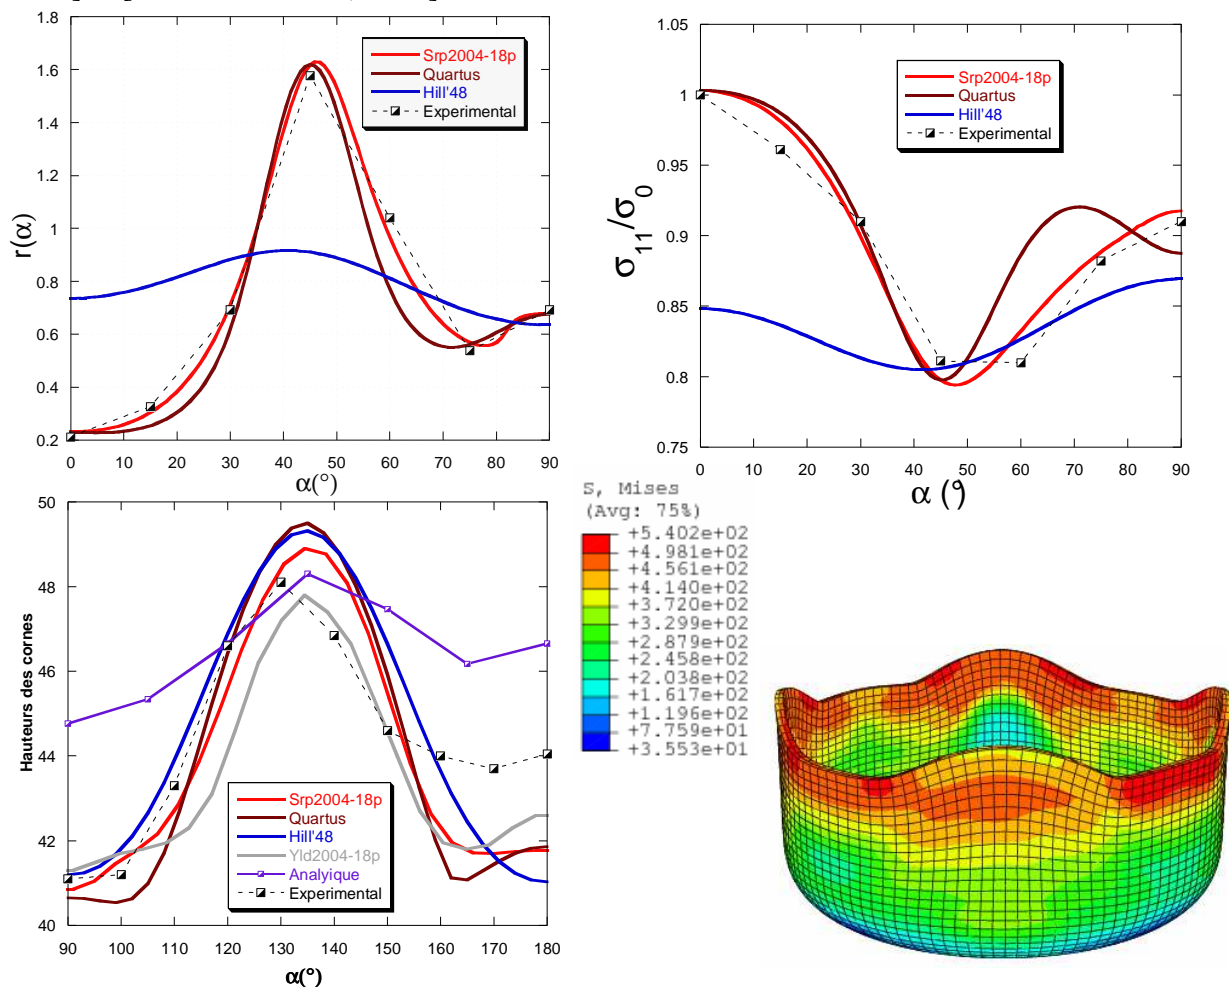 1.8
1.6
1.4
1.2
1
0.8
0.6
0.4
0.2
r(α)
Srp2004-18p
Quartus
Hill'48
Experimental
0 10 20 30 40 50 60 70 80 90
α(°)
1.05
1
0.95
0.9
0.85
0.8
0.75
σ11/σ0
Srp2004-18p
Quartus
Hill'48
Experimental
0 10 20 30 40 50 60 70 80 90
α (°)
50
48
46
44
42
40
Hauteurs des cornes
Srp2004-18p
Quartus
Hill'48
Yld2004-18p
Analyique
Experimental
90 100 110 120 130 140 150 160 170 180
α(°)
S, Mises
(Avg: 75%)
+5.402e+02
+4.981e+02
+4.561e+02
+4.140e+02
+3.720e+02
+3.299e+02
+2.879e+02
+2.458e+02
+2.038e+02
+1.617e+02
+1.196e+02
+7.759e+01
+3.553e+01